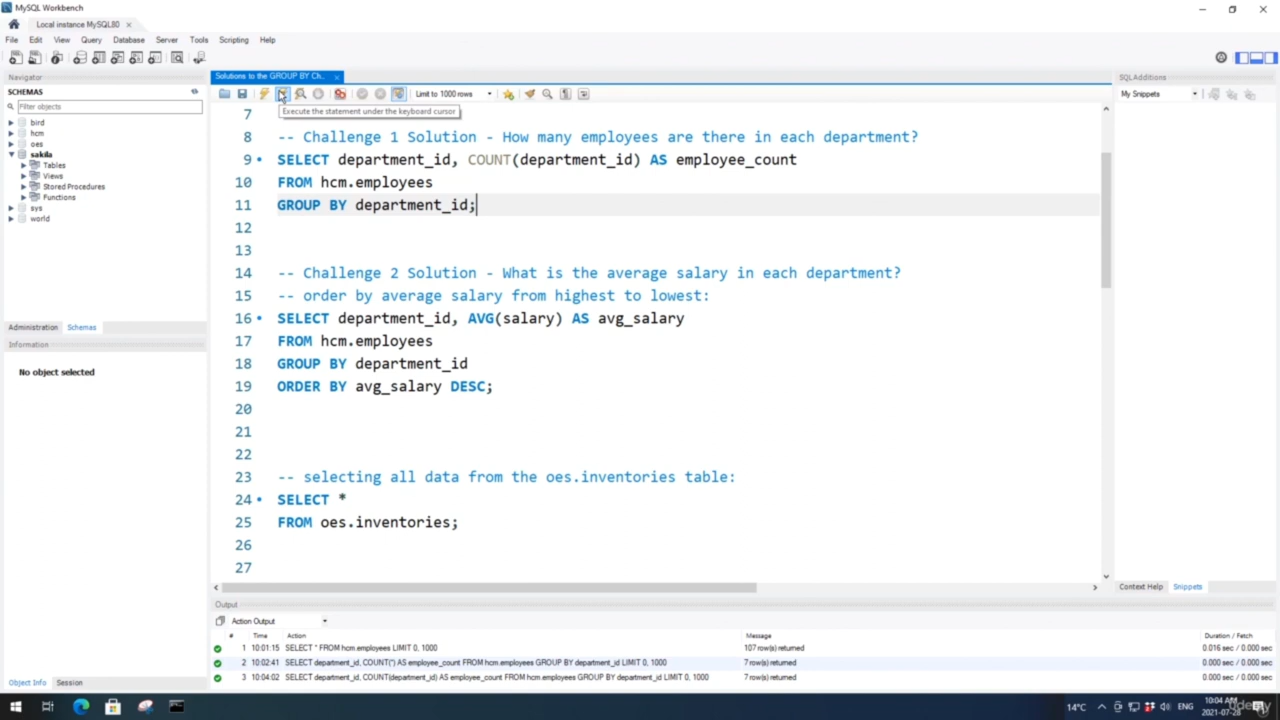 MySQL Workbench
Local instance MySQL80 ×
File Edit View Query Database Server Tools Scripting Help
Navigator
SCHEMAS
Filter objects
bird
hcm
oes
sakila
Tables
Views
Stored Procedures
Functions
sys
world
Administration Schemas
Information
No object selected
Object Info Session
Solutions to the GROUP BY Ch...
Limit to 1000 rows
Execute the statement under the keyboard cursor
7
8 -- Challenge 1 Solution - How many employees are there in each department?
9 SELECT department_id, COUNT(department_id) AS employee_count
10 FROM hcm.employees
11 GROUP BY department_id;
12
13
14 -- Challenge 2 Solution - What is the average salary in each department?
15 -- order by average salary from highest to lowest:
16 SELECT department_id, AVG(salary) AS avg_salary
17 FROM hcm.employees
18 GROUP BY department_id
19 ORDER BY avg_salary DESC;
20
21
22
23 -- selecting all data from the oes.inventories table:
24 SELECT *
25 FROM oes.inventories;
26
27
SQLAdditions
My Snippets
Context Help Snippets
Output
Action Output
# Time Action Message Duration / Fetch
1 10:01:15 SELECT * FROM hcm.employees LIMIT 0, 1000 107 row(s) returned 0.016 sec / 0.000 sec
2 10:02:41 SELECT department_id, COUNT(*) AS employee_count FROM hcm.employees GROUP BY department_id LIMIT 0, 1000 7 row(s) returned 0.000 sec / 0.000 sec
3 10:04:02 SELECT department_id, COUNT(department_id) AS employee_count FROM hcm.employees GROUP BY department_id LIMIT 0, 1000 7 row(s) returned 0.000 sec / 0.000 sec
14°C ENG 10:04 AM
2021-07-28
udemy